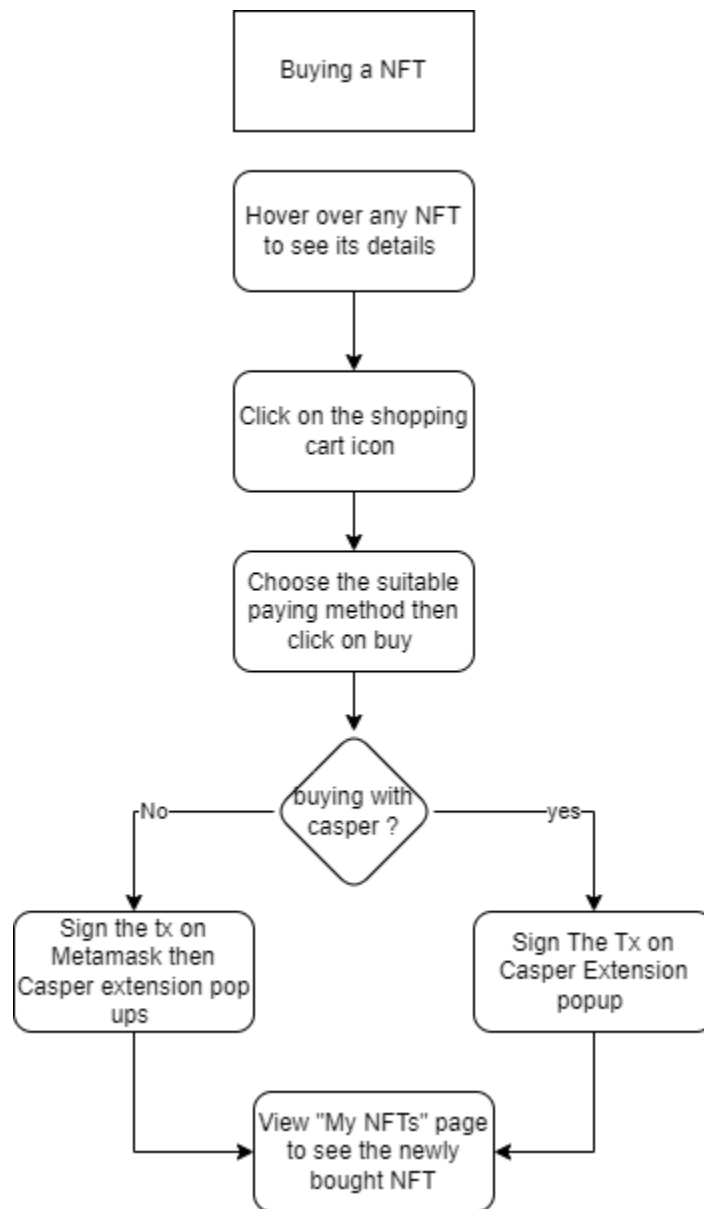 Buying a NFT
Hover over any NFT
to see its details
Click on the shopping
cart icon
Choose the suitable
paying method then
click on buy
buying with
casper ?
No
yes
Sign the tx on
Metamask then
Casper extension pop
ups
Sign The Tx on
Casper Extension
popup
View "My NFTs" page
to see the newly
bought NFT